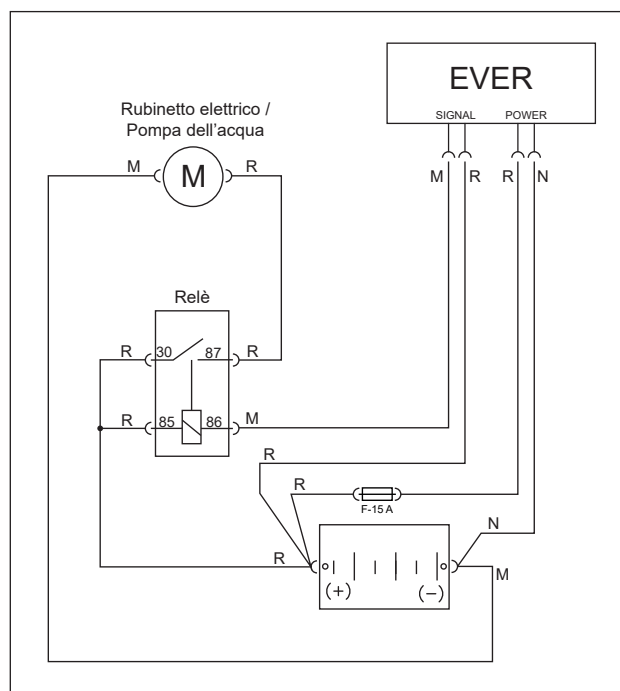 EVER
SIGNAL POWER
M R R N
Rubinetto elettrico /
Pompa dell'acqua
M M R
Relè
R 30 87 R
R 85 86 M
R
R
F-15 A
N
R
(+) (-)
M